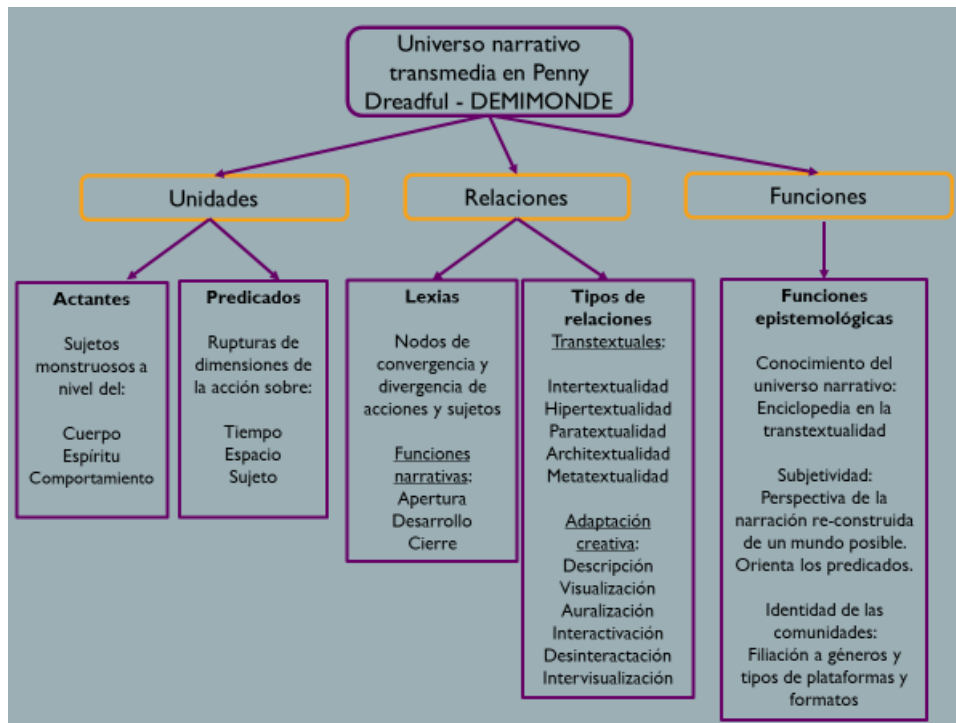 Universo narrativo
transmedia en Penny
Dreadful - DEMIMONDE
Unidades
Relaciones
Funciones
Actantes
Sujetos
monstruosos a
nivel del:
Cuerpo
Espíritu
Comportamiento
Predicados
Rupturas de
dimensiones de
la acción sobre:
Tiempo
Espacio
Sujeto
Lexias
Nodos de
convergencia y
divergencia de
acciones y sujetos
Funciones
narrativas:
Apertura
Desarrollo
Cierre
Tipos de
relaciones
Transtextuales:
Intertextualidad
Hipertextualidad
Paratextualidad
Architextualidad
Metatextualidad
Adaptación
creativa:
Descripción
Visualización
Auralización
Interactivación
Desinteractación
Intervisualización
Funciones
epistemológicas
Conocimiento del
universo narrativo:
Enciclopedia en la
transtextualidad
Subjetividad:
Perspectiva de la
narración re-construida
de un mundo posible.
Orienta los predicados.
Identidad de las
comunidades:
Filiación a géneros y
tipos de plataformas y
formatos